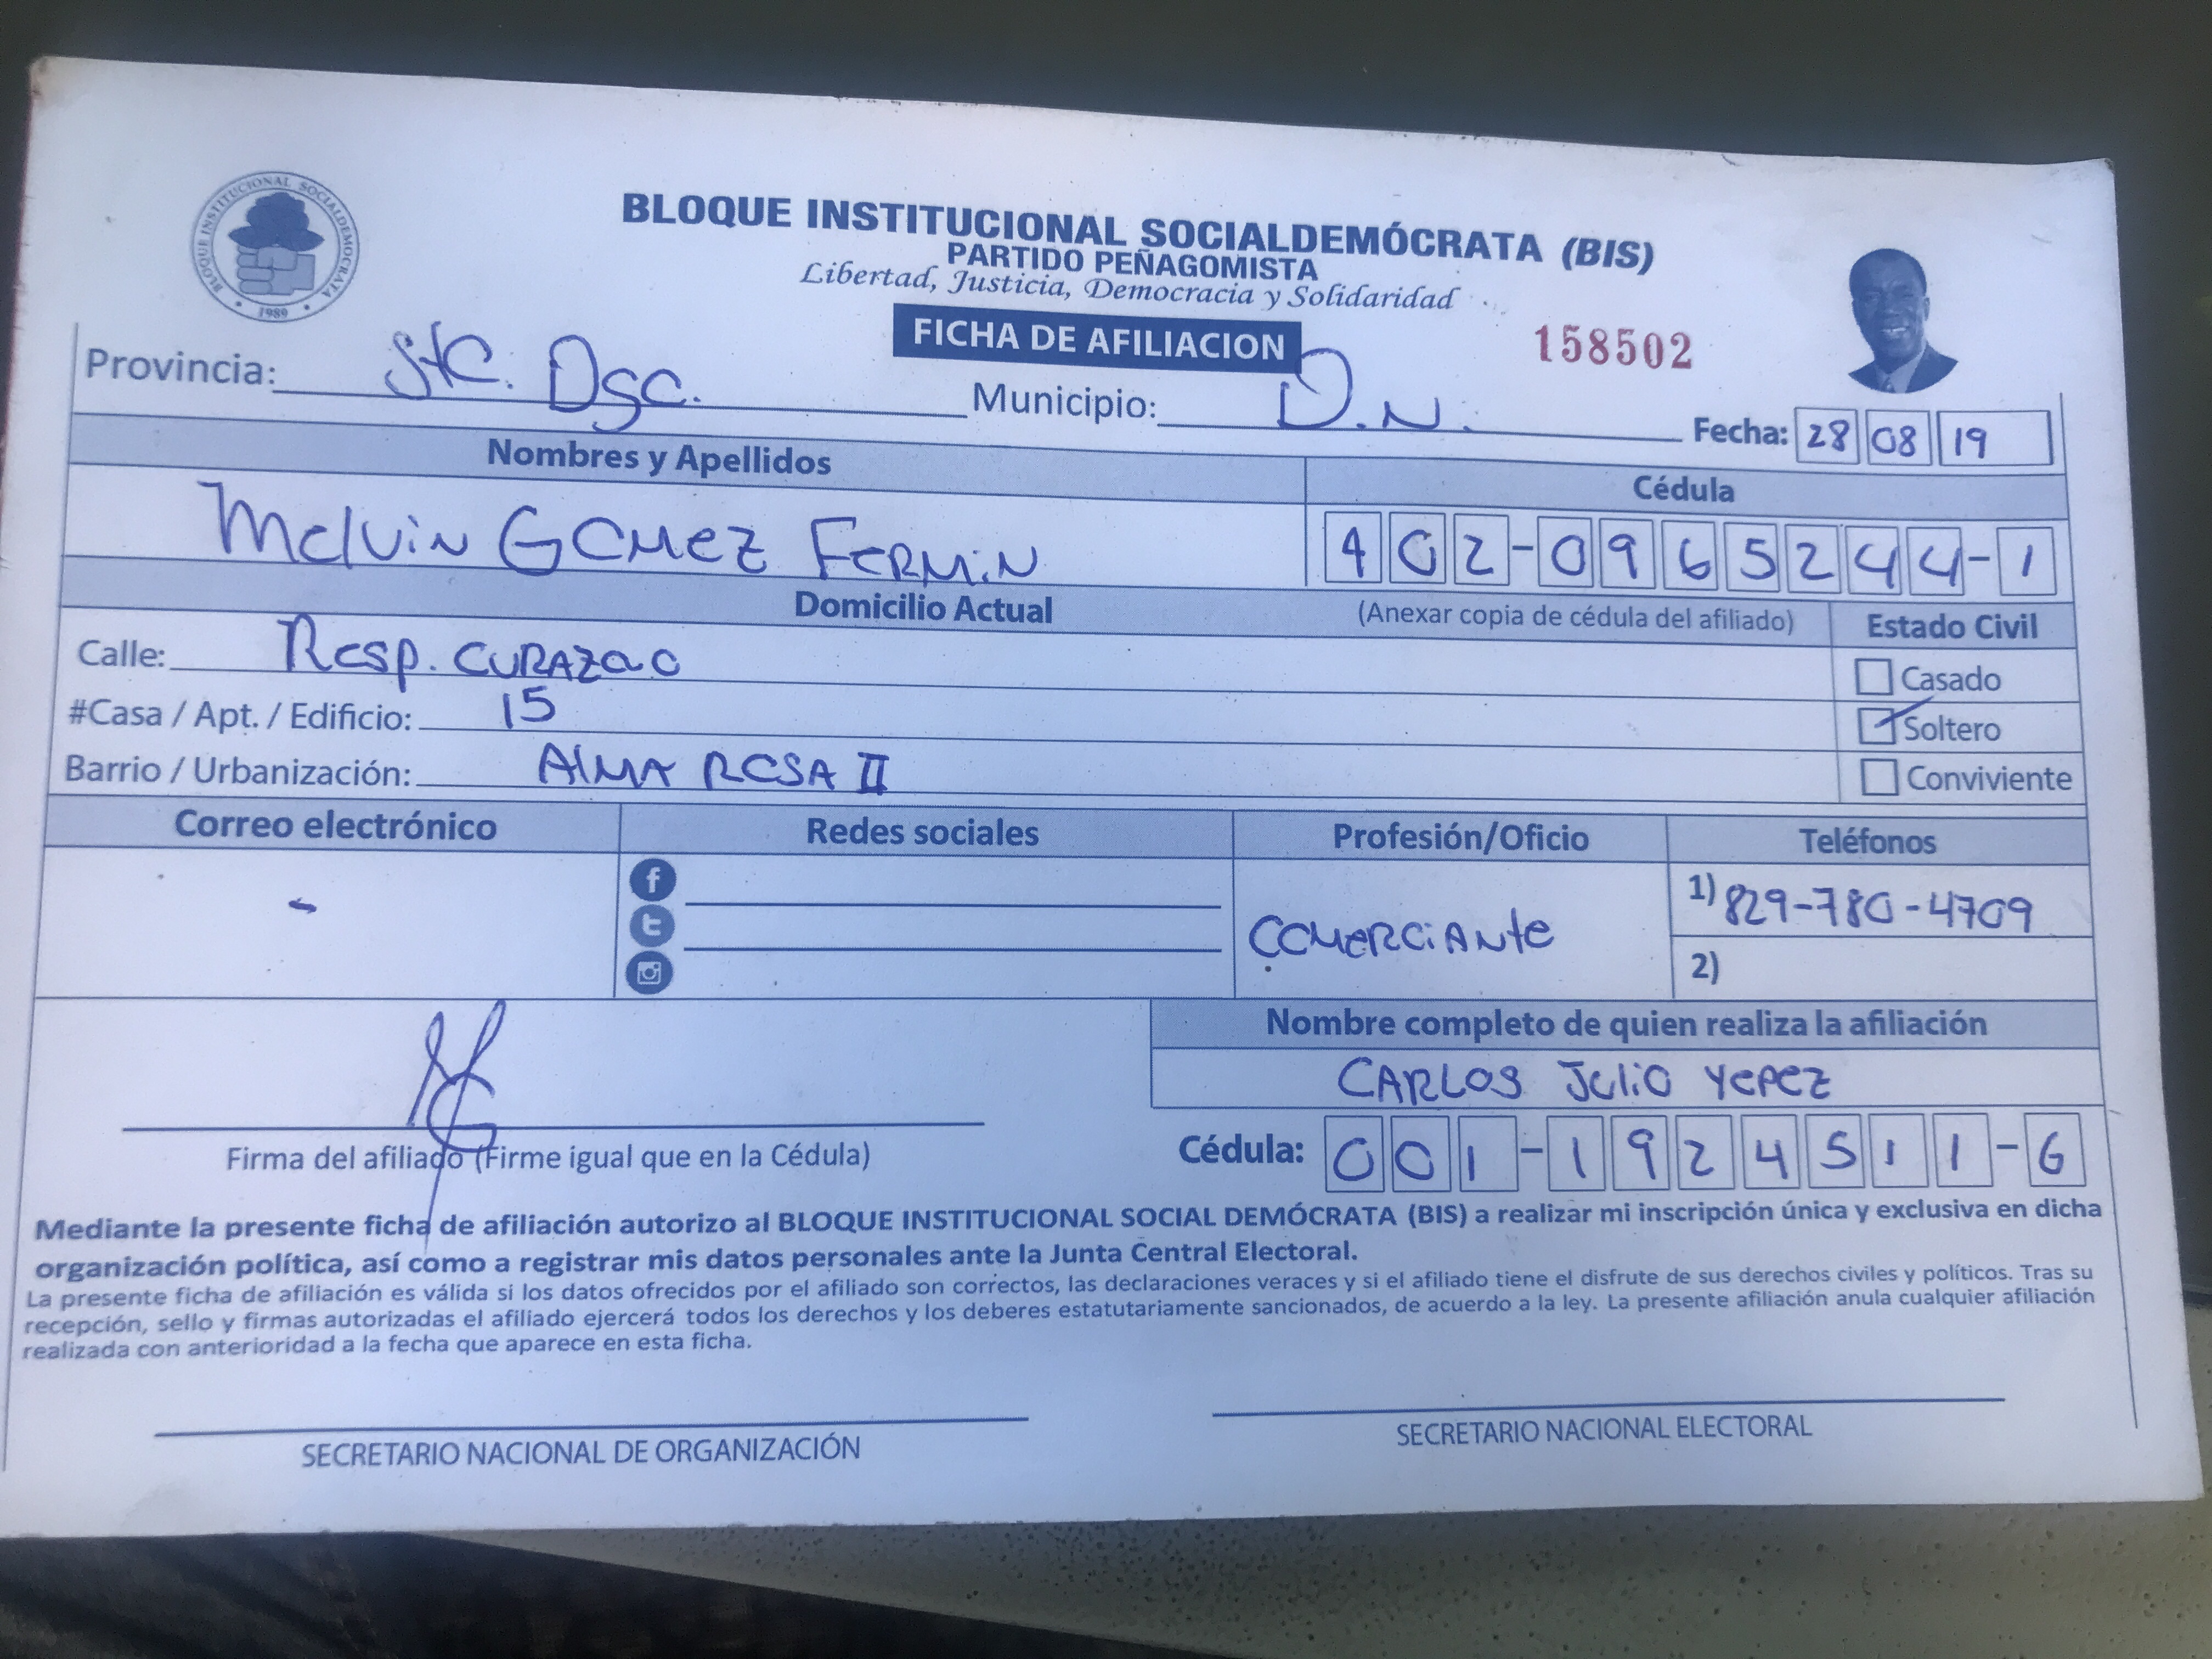 BLOQUE INSTITUCIONAL SOCIALDEMOCRATA
1989
BLOQUE INSTITUCIONAL SOCIALDEMÓCRATA (BIS)
PARTIDO PEÑAGOMISTA
Libertad, Justicia, Democracia y Solidaridad
FICHA DE AFILIACION
158502
Provincia: Sto. Dgo. Municipio: D.N. Fecha: 28 08 19
Nombres y Apellidos Cédula
Melvin Gomez Fermin 402-0965244-1
Domicilio Actual (Anexar copia de cédula del afiliado) Estado Civil
Calle: Resp. CURAZao Casado
#Casa / Apt. / Edificio: 15 Soltero
Barrio / Urbanización: AlMA ROSA II Conviviente
Correo electrónico Redes sociales Profesión/Oficio Teléfonos
- COMERCiANte 1) 829-780-4709
2)
Nombre completo de quien realiza la afiliación
CARLOS Julio YePeZ
Firma del afiliado (Firme igual que en la Cédula) Cédula: 001-1924511-6
Mediante la presente ficha de afiliación autorizo al BLOQUE INSTITUCIONAL SOCIAL DEMÓCRATA (BIS) a realizar mi inscripción única y exclusiva en dicha
organización política, así como a registrar mis datos personales ante la Junta Central Electoral.
La presente ficha de afiliación es válida si los datos ofrecidos por el afiliado son correctos, las declaraciones veraces y si el afiliado tiene el disfrute de sus derechos civiles y políticos. Tras su
recepción, sello y firmas autorizadas el afiliado ejercerá todos los derechos y los deberes estatutariamente sancionados, de acuerdo a la ley. La presente afiliación anula cualquier afiliación
realizada con anterioridad a la fecha que aparece en esta ficha.
SECRETARIO NACIONAL DE ORGANIZACIÓN SECRETARIO NACIONAL ELECTORAL